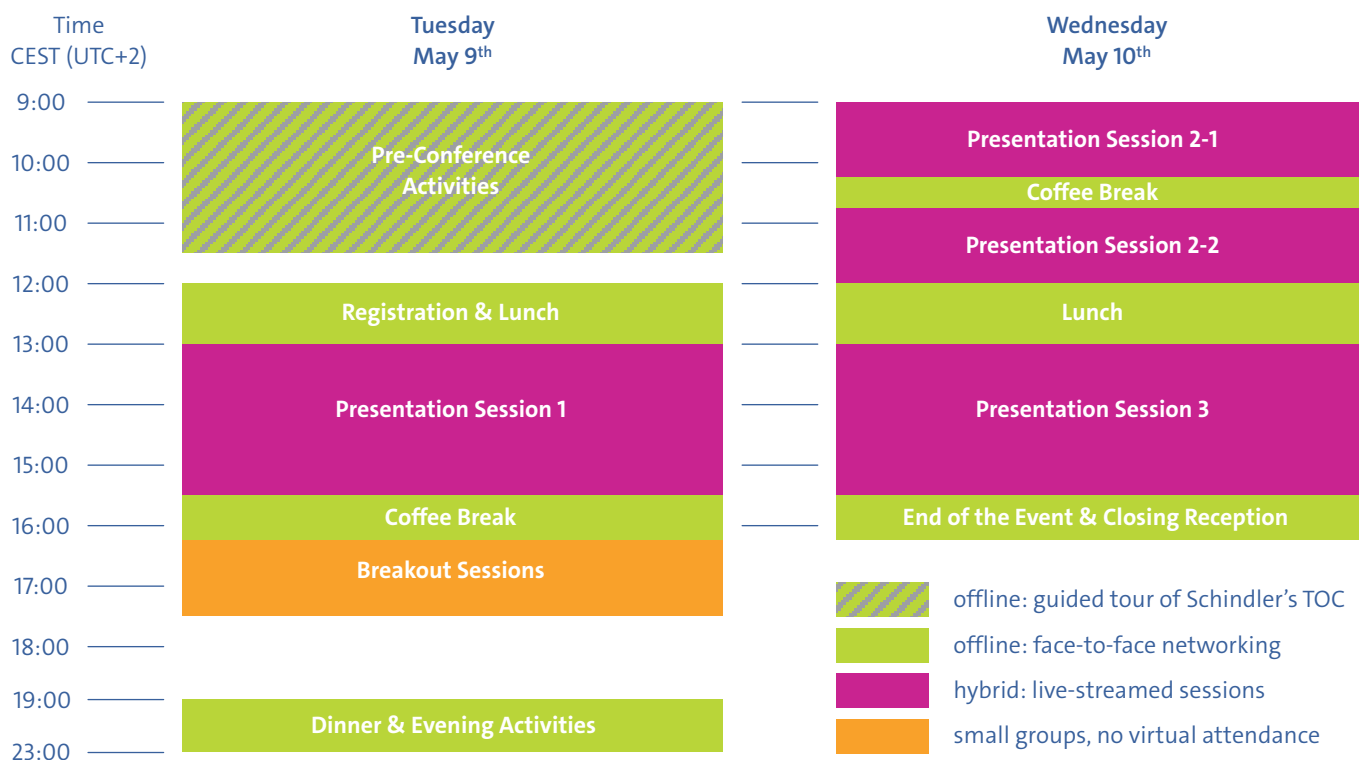 Time
CEST (UTC+2)
Tuesday
May 9th
Wednesday
May 10th
9:00
10:00
11:00
12:00
13:00
14:00
15:00
16:00
17:00
18:00
19:00
23:00
Pre-Conference
Activities
Registration & Lunch
Presentation Session 1
Coffee Break
Breakout Sessions
Dinner & Evening Activities
Presentation Session 2-1
Coffee Break
Presentation Session 2-2
Lunch
Presentation Session 3
End of the Event & Closing Reception
offline: guided tour of Schindler’s TOC
offline: face-to-face networking
hybrid: live-streamed sessions
small groups, no virtual attendance